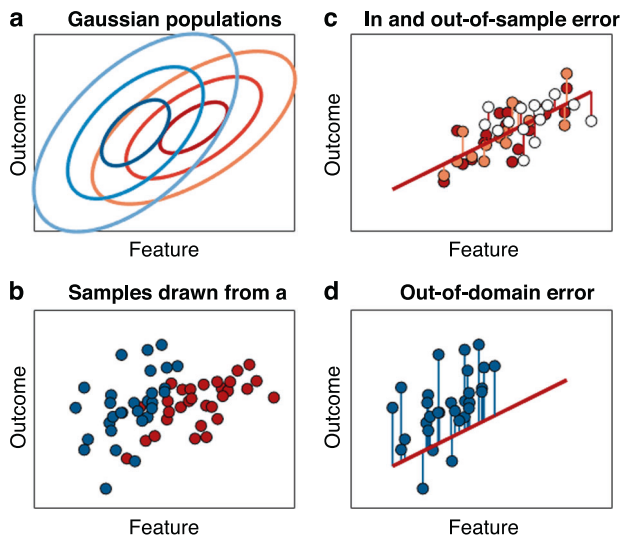 a Gaussian populations
Outcome
Feature
b Samples drawn from a
Outcome
Feature
c In and out-of-sample error
Outcome
Feature
d Out-of-domain error
Outcome
Feature